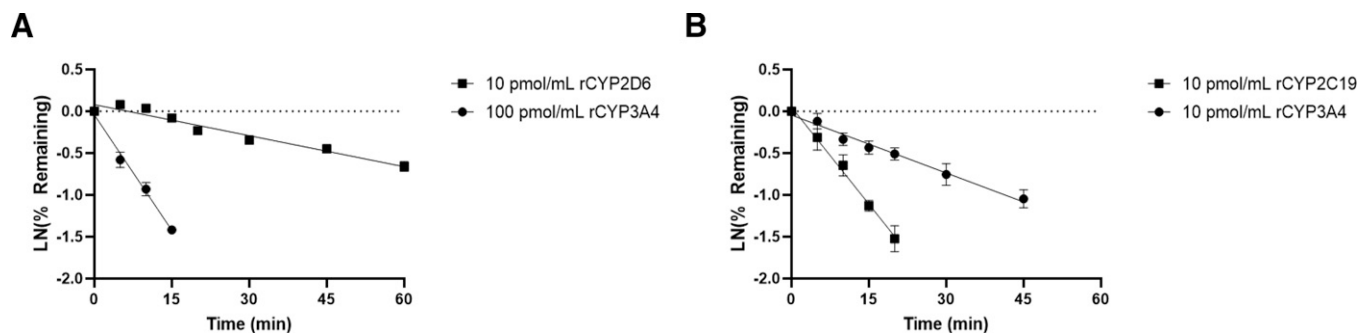 A
0.5
0.0
-0.5
-1.0
-1.5
-2.0
LN(% Remaining)
0
15
30
45
60
Time (min)
10 pmol/mL rCYP2D6
100 pmol/mL rCYP3A4
B
0.5
0.0
-0.5
-1.0
-1.5
-2.0
LN(% Remaining)
0
15
30
45
60
Time (min)
10 pmol/mL rCYP2C19
10 pmol/mL rCYP3A4